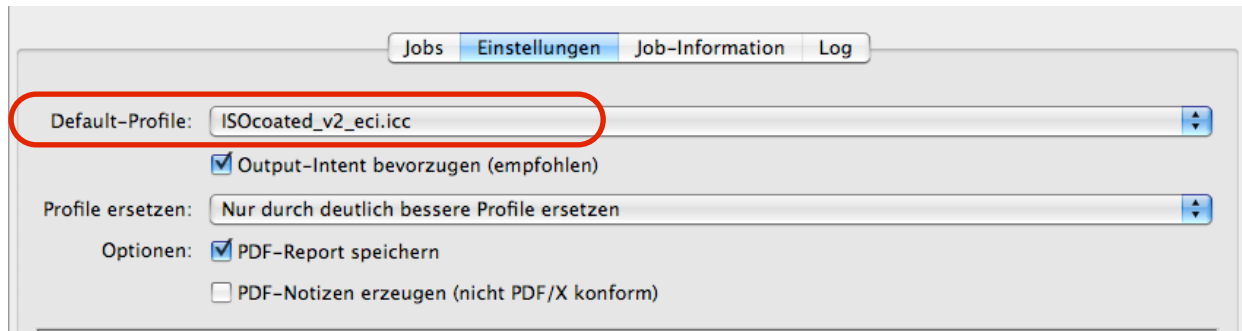 Jobs Einstellungen Job-Information Log
Default-Profile: ISOcoated_v2_eci.icc
Output-Intent bevorzugen (empfohlen)
Profile ersetzen: Nur durch deutlich bessere Profile ersetzen
Optionen: PDF-Report speichern
PDF-Notizen erzeugen (nicht PDF/X konform)